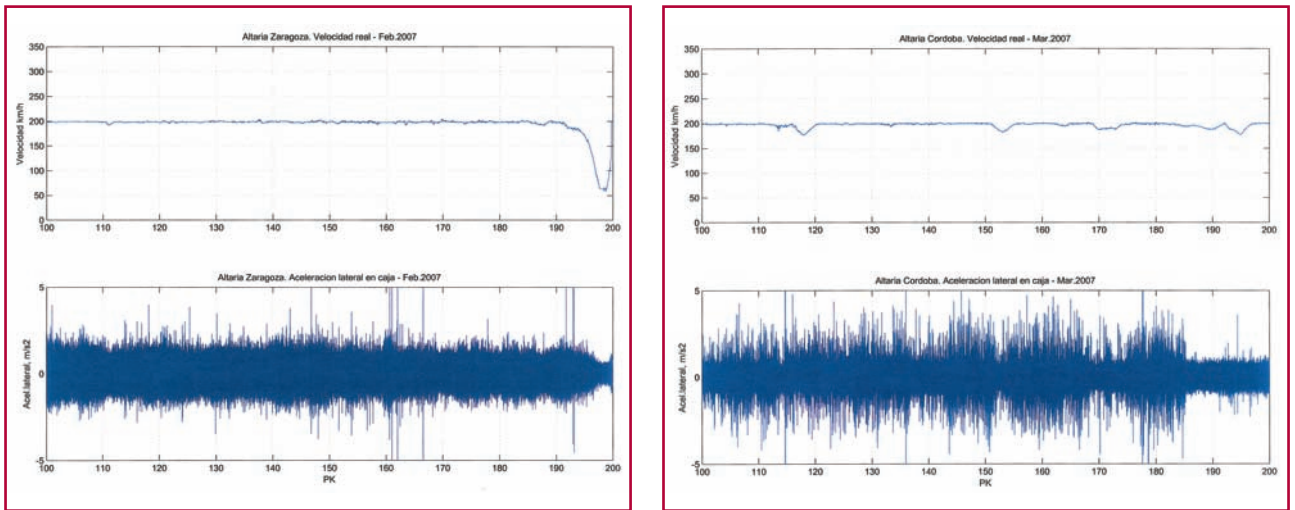 Altaria Zaragoza. Velocidad real - Feb.2007
Velocidad km/h
350
300
250
200
150
100
50
0
100 110 120 130 140 150 160 170 180 190 200
Altaria Zaragoza. Aceleracion lateral en caja - Feb.2007
Acel.lateral, m/s2
5
0
-5
100 110 120 130 140 150 160 170 180 190 200
PK
Altaria Cordoba. Velocidad real - Mar.2007
Velocidad km/h
350
300
250
200
150
100
50
0
100 110 120 130 140 150 160 170 180 190 200
Altaria Cordoba. Aceleracion lateral en caja - Mar.2007
Acel.lateral, m/s2
5
0
-5
100 110 120 130 140 150 160 170 180 190 200
PK